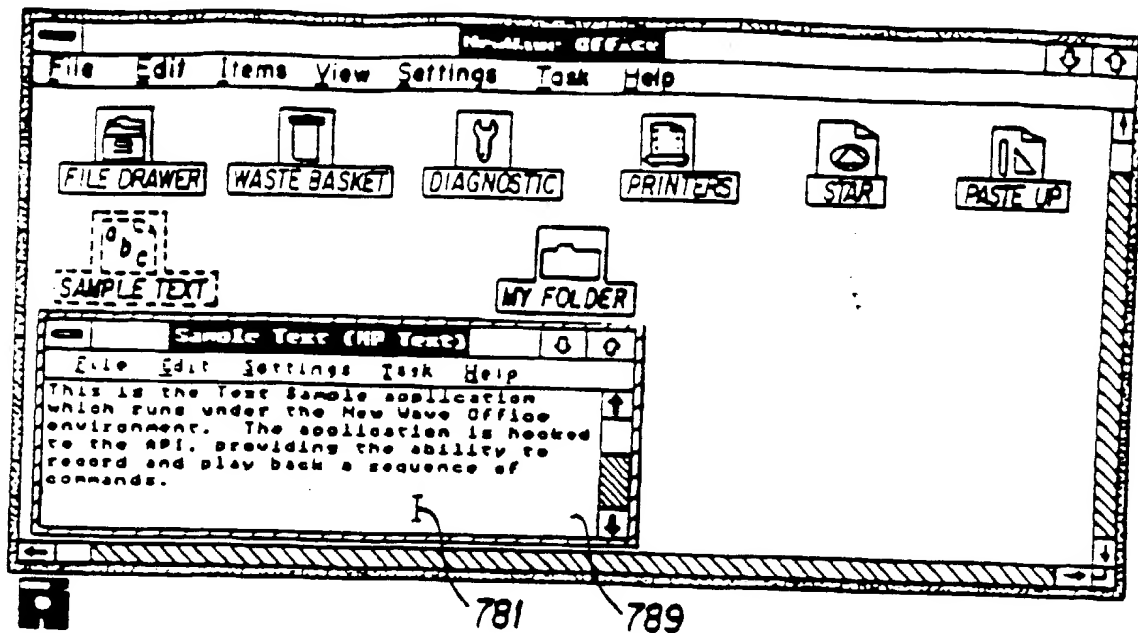 NewWave Office
File Edit Items View Settings Task Help
FILE DRAWER WASTE BASKET DIAGNOSTIC PRINTERS STAR PASTE UP
a b c
SAMPLE TEXT MY FOLDER
Sample Text (HP Text)
File Edit Settings Task Help
This is the Text Sample application
which runs under the New Wave Office
environment. The application is hooked
to the API, providing the ability to
record and play back a sequence of
commands.
781 789